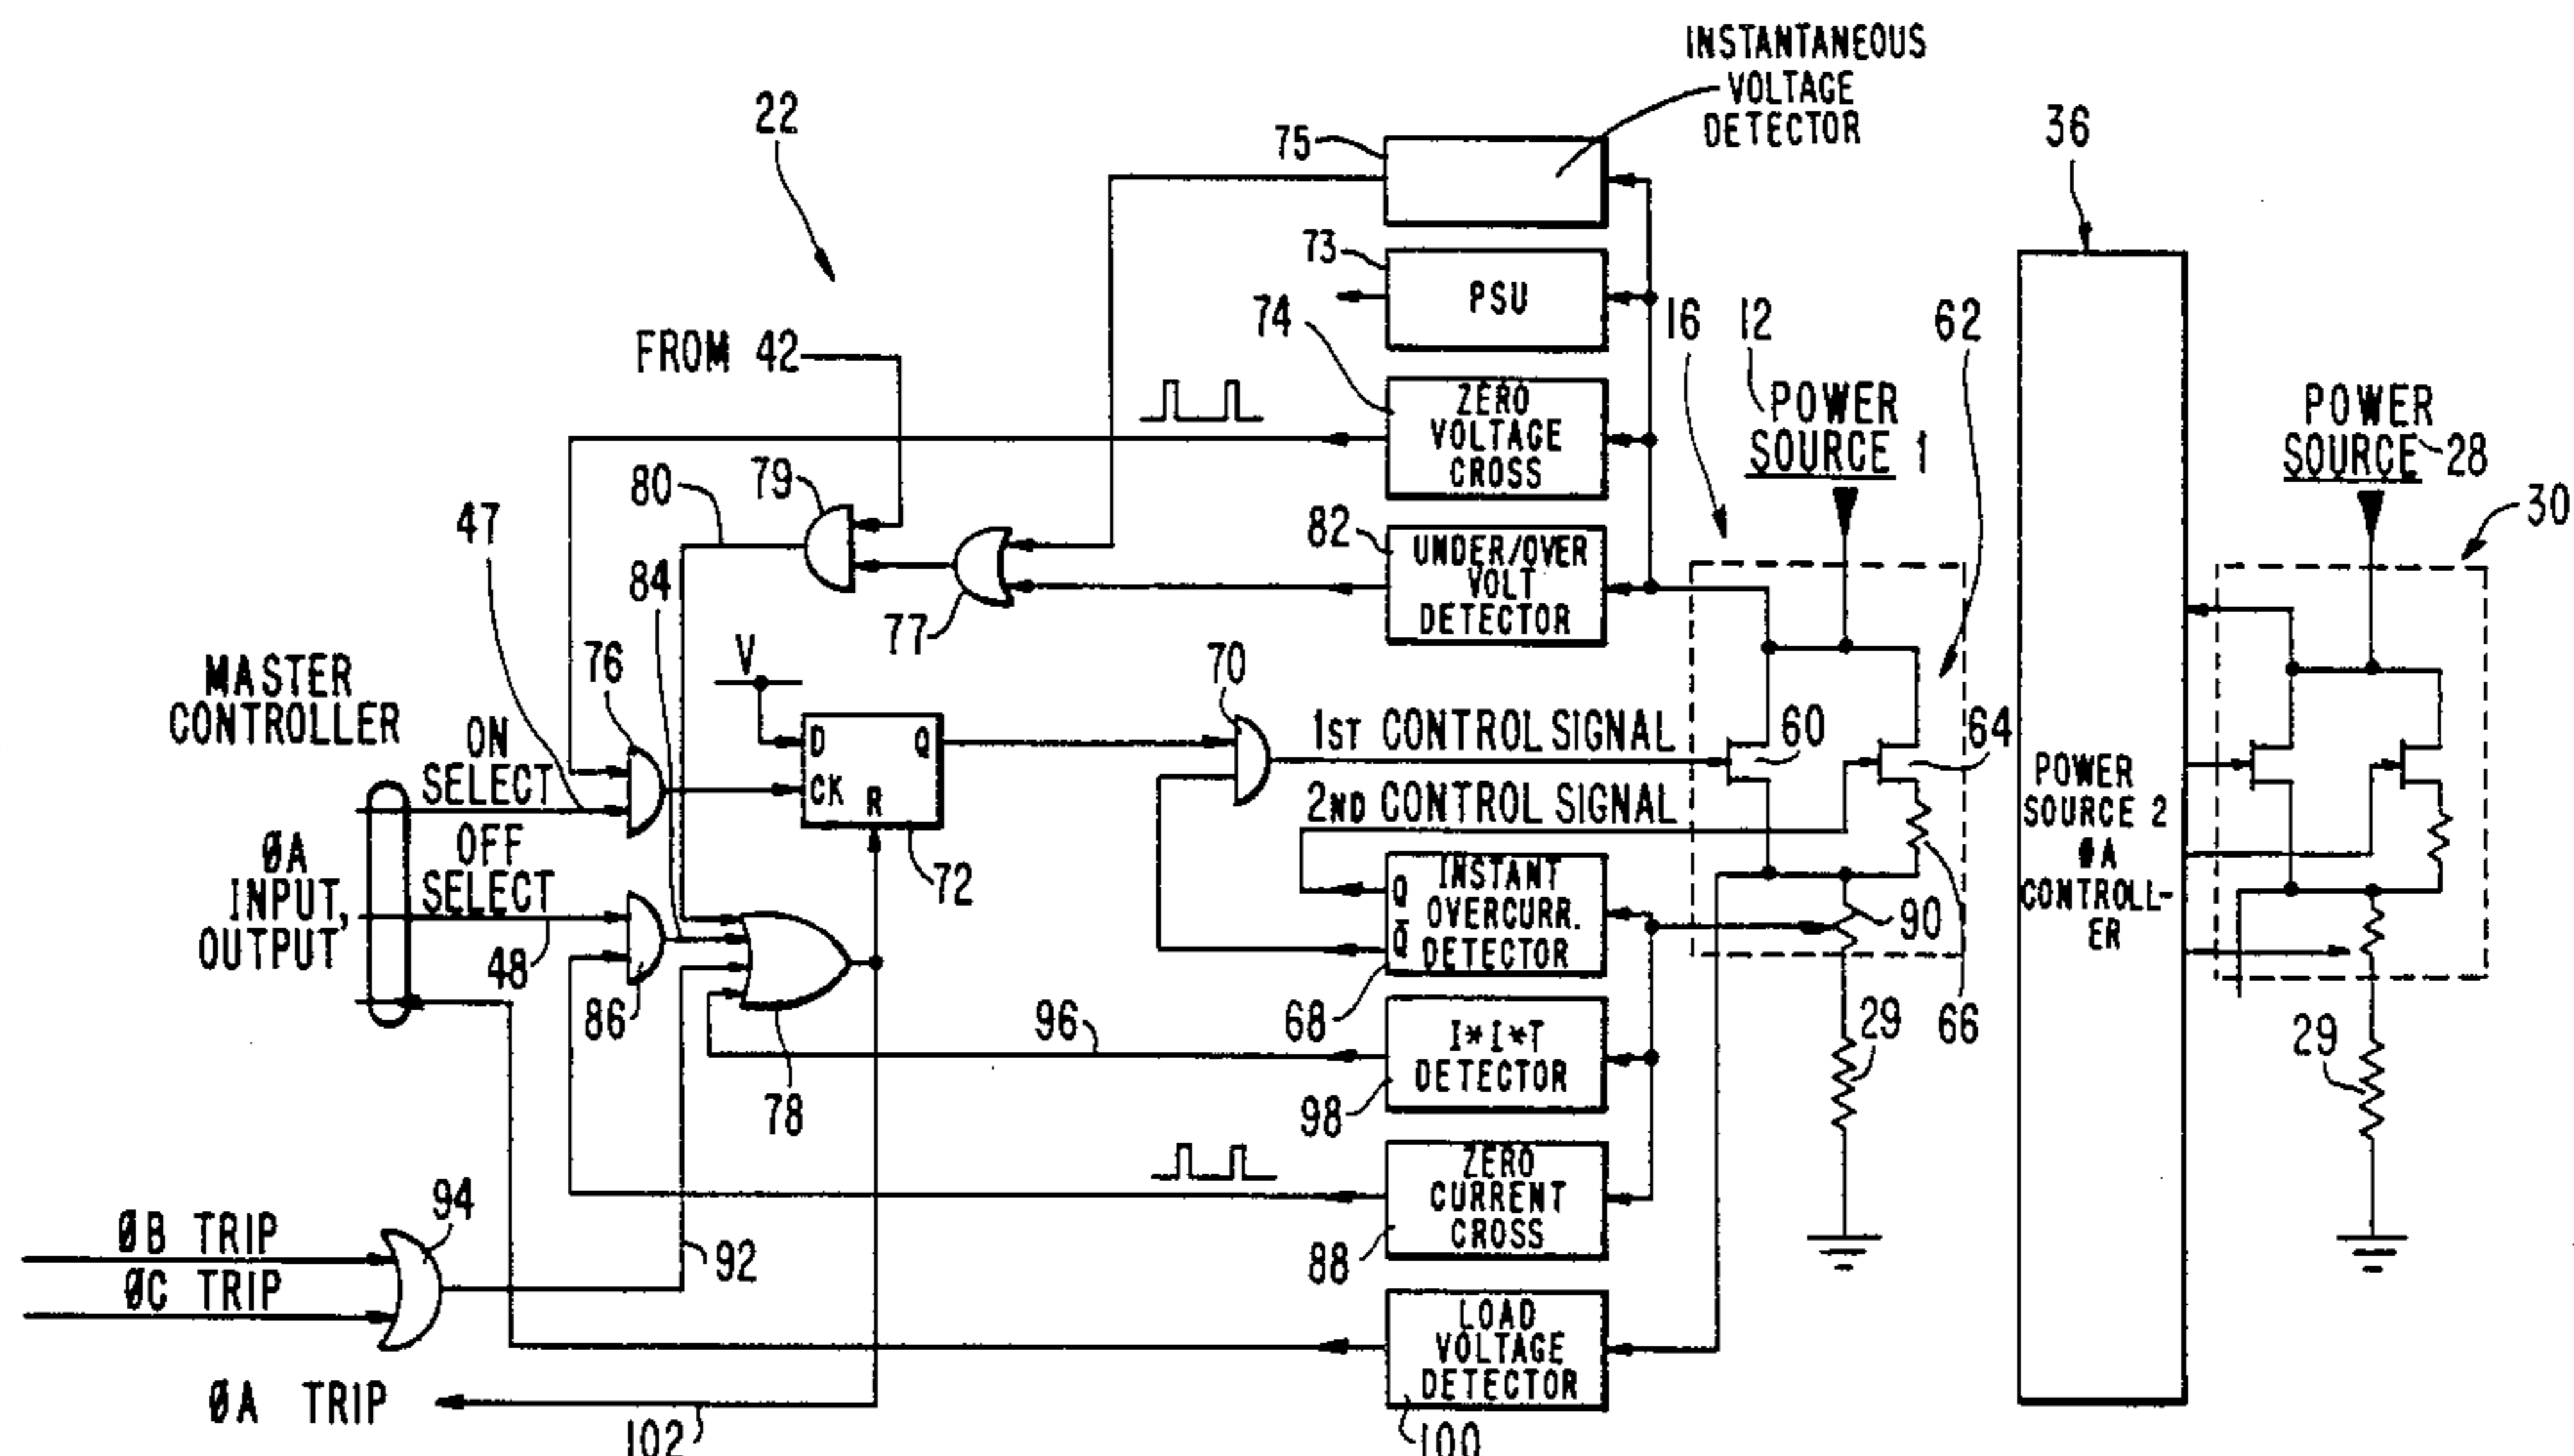 INSTANTANEOUS
VOLTAGE
DETECTOR
22
75
36
73
PSU
74
16
12
62
FROM 42
ZERO
VOLTAGE
CROSS
POWER
SOURCE 1
POWER
SOURCE
28
30
47
80
79
82
UNDER/OVER
VOLT
DETECTOR
84
77
MASTER
CONTROLLER
76
V
70
ON
SELECT
D
Q
CK
R
72
1ST CONTROL SIGNAL
60
64
2ND CONTROL SIGNAL
POWER
SOURCE 2
ØA
CONTROLL-
ER
ØA
INPUT,
OUTPUT
OFF
SELECT
48
86
78
Q
Q̅
INSTANT
OVERCURR.
DETECTOR
68
90
66
29
29
96
I*I*T
DETECTOR
98
ZERO
CURRENT
CROSS
88
94
ØB TRIP
ØC TRIP
92
LOAD
VOLTAGE
DETECTOR
100
ØA TRIP
102